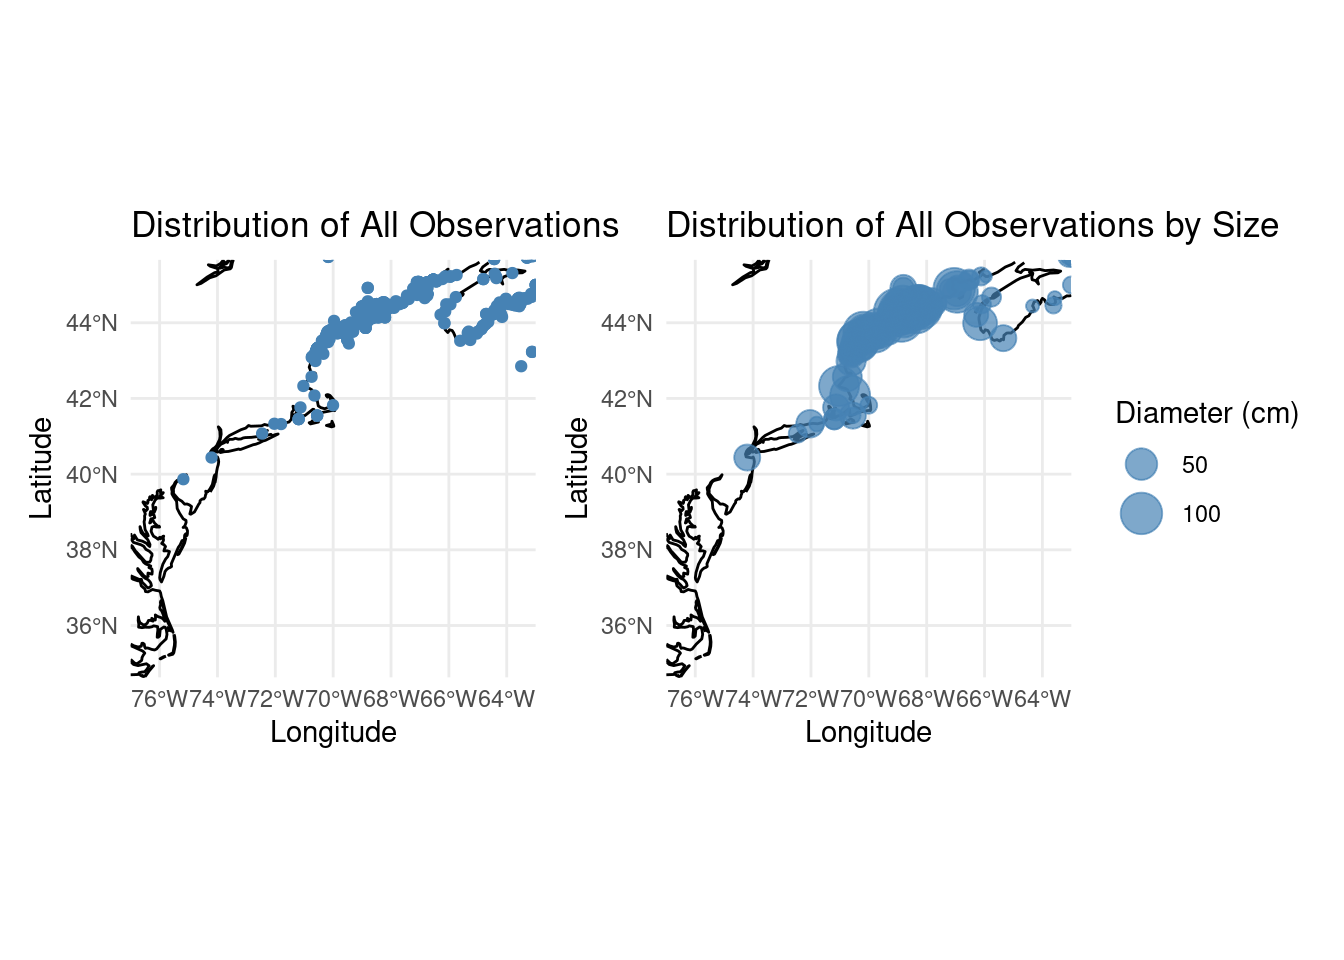 Distribution of All Observations
44°N
42°N
40°N
38°N
36°N
Latitude
76°W 74°W 72°W 70°W 68°W 66°W 64°W
Longitude
Distribution of All Observations by Size
44°N
42°N
40°N
38°N
36°N
Latitude
76°W 74°W 72°W 70°W 68°W 66°W 64°W
Longitude
Diameter (cm)
50
100